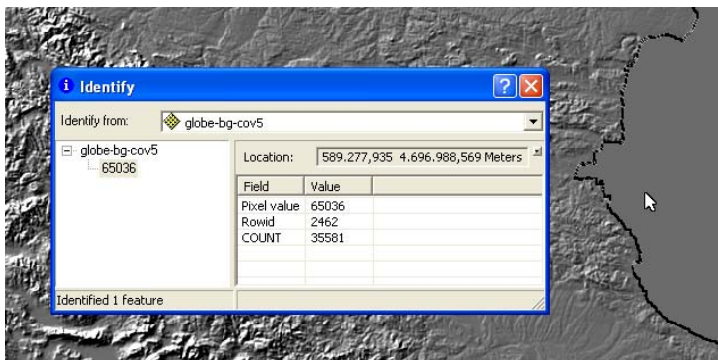 Identify
Identify from: globe-bg-cov5
globe-bg-cov5
65036
Location: 589.277,935 4.696.988,569 Meters
Field Value
Pixel value 65036
Rowid 2462
COUNT 35581
Identified 1 feature